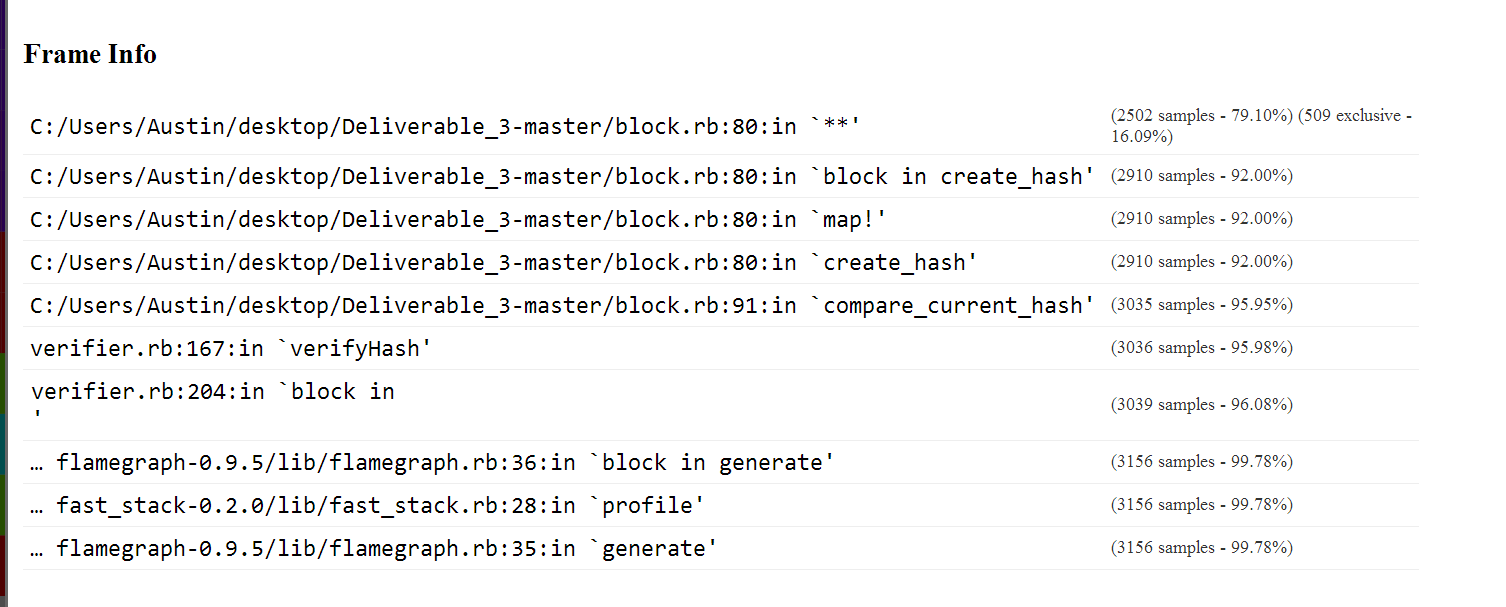 Frame Info
C:/Users/Austin/desktop/Deliverable_3-master/block.rb:80:in `**' (2502 samples - 79.10%) (509 exclusive -
16.09%)
C:/Users/Austin/desktop/Deliverable_3-master/block.rb:80:in `block in create_hash' (2910 samples - 92.00%)
C:/Users/Austin/desktop/Deliverable_3-master/block.rb:80:in `map!' (2910 samples - 92.00%)
C:/Users/Austin/desktop/Deliverable_3-master/block.rb:80:in `create_hash' (2910 samples - 92.00%)
C:/Users/Austin/desktop/Deliverable_3-master/block.rb:91:in `compare_current_hash' (3035 samples - 95.95%)
verifier.rb:167:in `verifyHash' (3036 samples - 95.98%)
verifier.rb:204:in `block in
' (3039 samples - 96.08%)
… flamegraph-0.9.5/lib/flamegraph.rb:36:in `block in generate' (3156 samples - 99.78%)
… fast_stack-0.2.0/lib/fast_stack.rb:28:in `profile' (3156 samples - 99.78%)
… flamegraph-0.9.5/lib/flamegraph.rb:35:in `generate' (3156 samples - 99.78%)